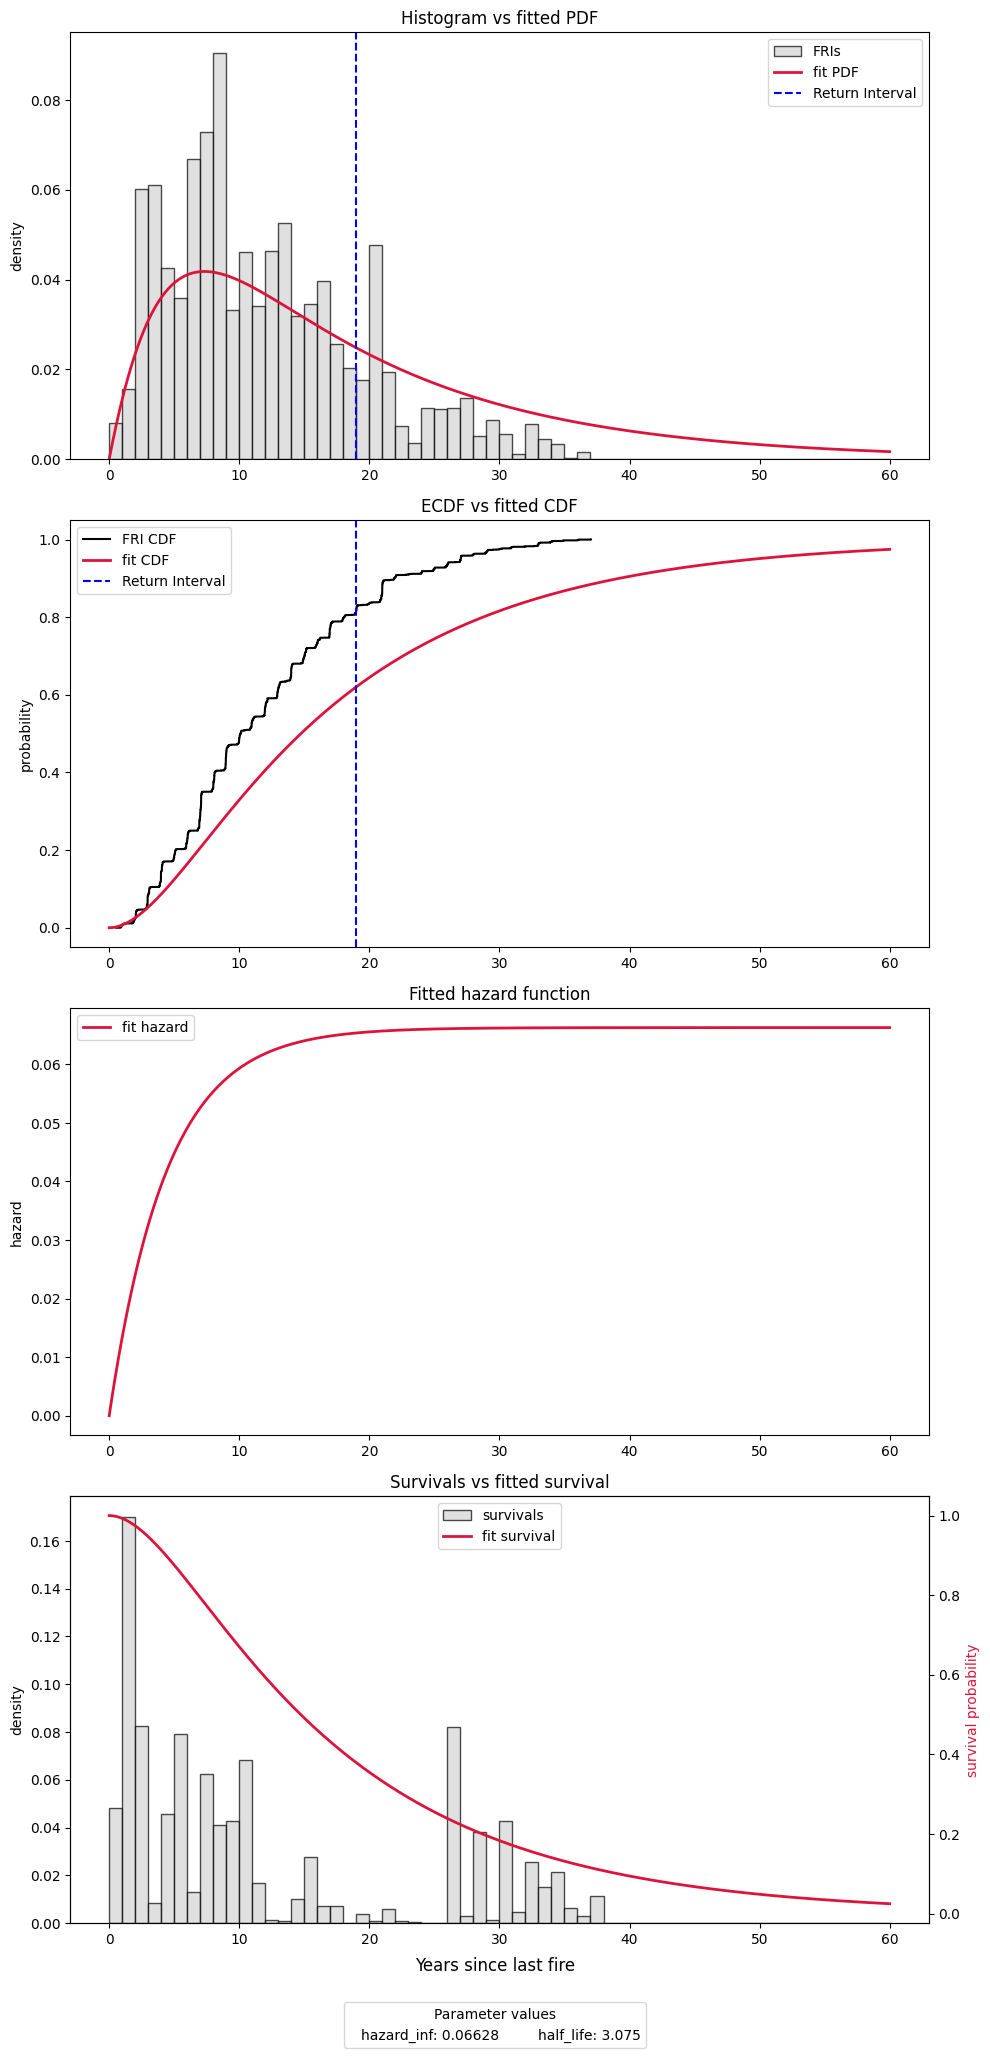 Histogram vs fitted PDF
FRIs
fit PDF
Return Interval
density
0.08
0.06
0.04
0.02
0.00
0 10 20 30 40 50 60
ECDF vs fitted CDF
FRI CDF
fit CDF
Return Interval
probability
1.0
0.8
0.6
0.4
0.2
0.0
0 10 20 30 40 50 60
Fitted hazard function
fit hazard
hazard
0.06
0.05
0.04
0.03
0.02
0.01
0.00
0 10 20 30 40 50 60
Survivals vs fitted survival
survivals
fit survival
density
0.16
0.14
0.12
0.10
0.08
0.06
0.04
0.02
0.00
1.0
0.8
0.6
0.4
0.2
0.0
survival probability
0 10 20 30 40 50 60
Years since last fire
Parameter values
hazard_inf: 0.06628 half_life: 3.075